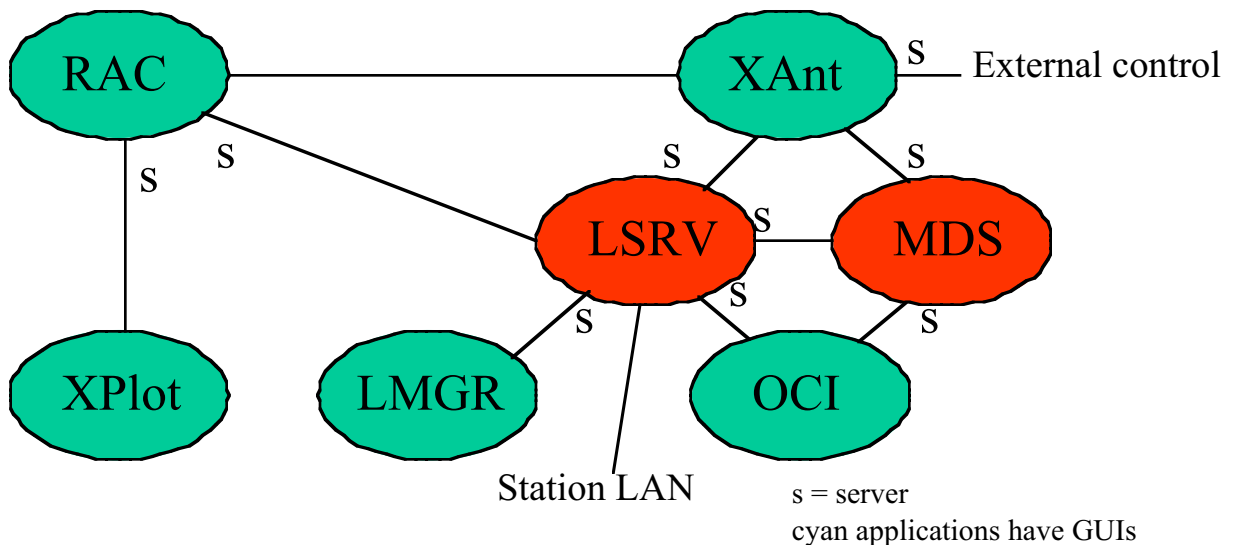 RAC
XAnt
s
External control
s
s
s
s
LSRV
s
MDS
s
s
s
XPlot
LMGR
OCI
Station LAN
s = server
cyan applications have GUIs